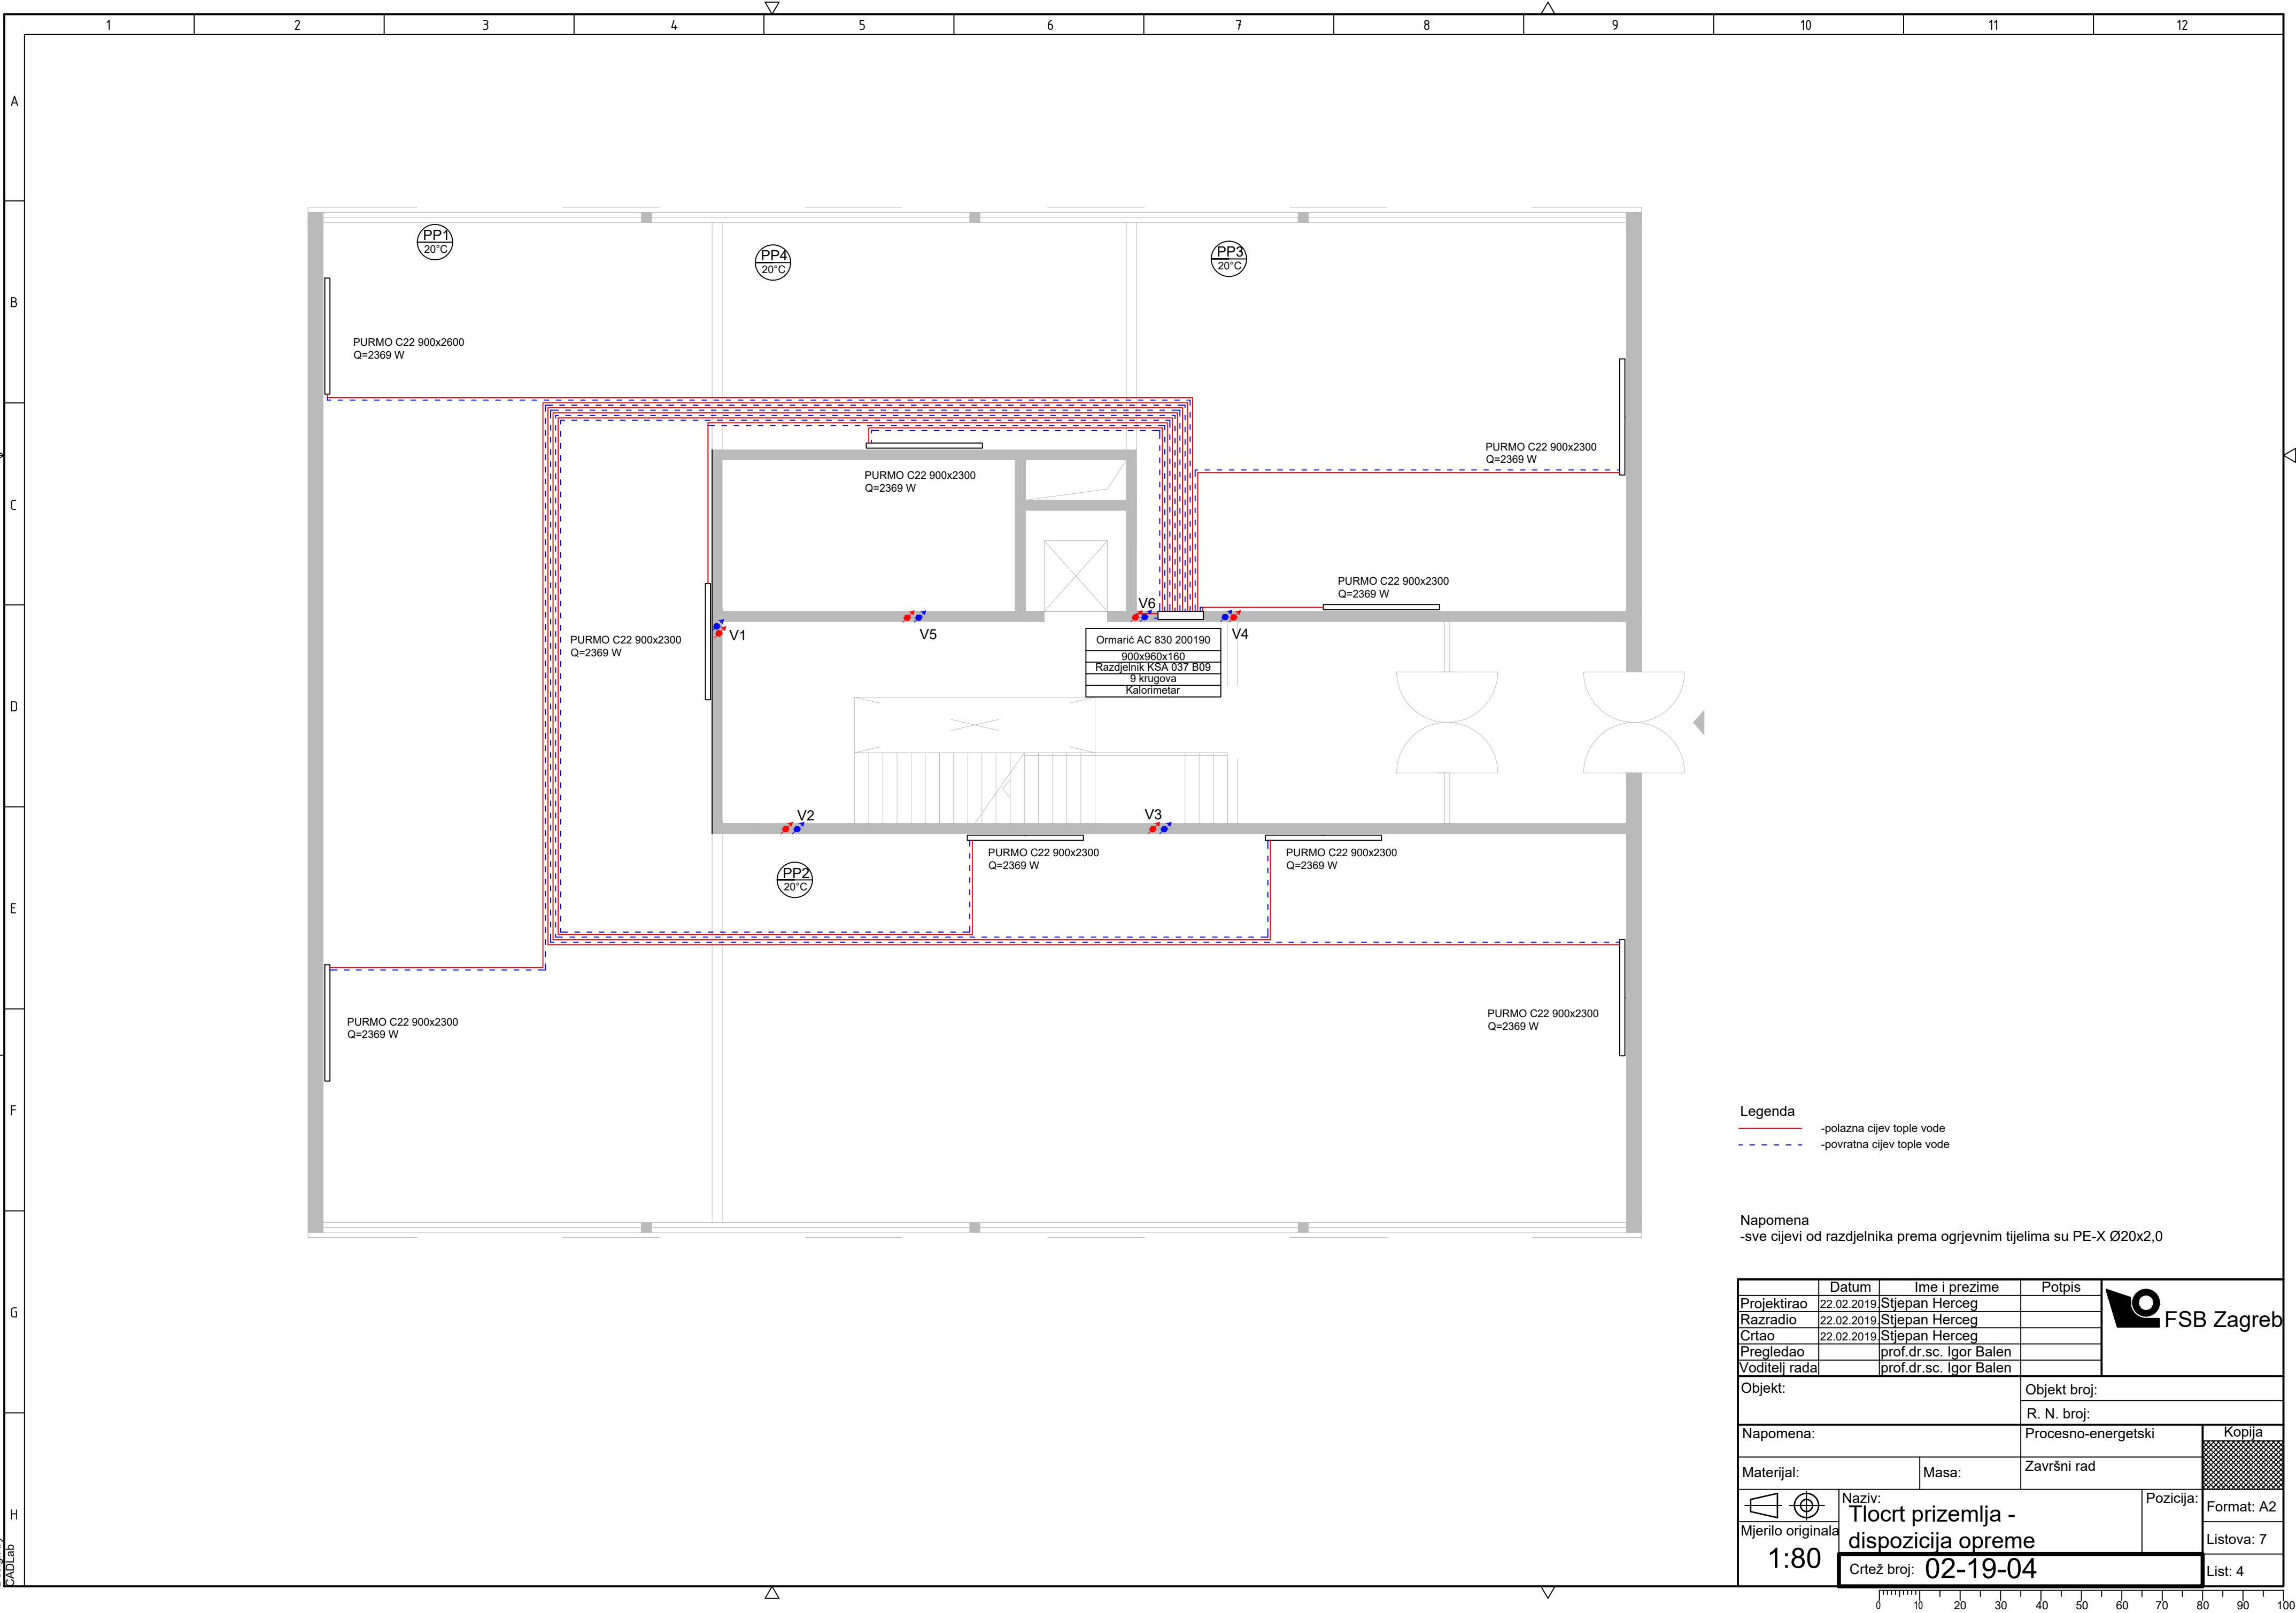 1 2 3 4 5 6 7 8 9 10 11 12
A
B
C
D
E
F
G
H
PP1
20°C
PP4
20°C
PP3
20°C
PURMO C22 900x2600
Q=2369 W
PURMO C22 900x2300
Q=2369 W
PURMO C22 900x2300
Q=2369 W
PURMO C22 900x2300
Q=2369 W
PURMO C22 900x2300
Q=2369 W
V1
V5
V6
V4
Ormarić AC 830 200190
900x960x160
Razdjelnik KSA 037 B09
9 krugova
Kalorimetar
V2
V3
PP2
20°C
PURMO C22 900x2300
Q=2369 W
PURMO C22 900x2300
Q=2369 W
PURMO C22 900x2300
Q=2369 W
PURMO C22 900x2300
Q=2369 W
Legenda
-polazna cijev tople vode
-povratna cijev tople vode
Napomena
-sve cijevi od razdjelnika prema ogrjevnim tijelima su PE-X Ø20x2,0
Datum Ime i prezime Potpis
Projektirao 22.02.2019. Stjepan Herceg
Razradio 22.02.2019. Stjepan Herceg
Crtao 22.02.2019. Stjepan Herceg
Pregledao prof.dr.sc. Igor Balen
Voditelj rada prof.dr.sc. Igor Balen
FSB Zagreb
Objekt:
Objekt broj:
R. N. broj:
Napomena:
Procesno-energetski
Kopija
Materijal:
Masa:
Završni rad
Naziv:
Tlocrt prizemlja -
dispozicija opreme
Pozicija:
Format: A2
Mjerilo originala
1:80
Listova: 7
Crtež broj: 02-19-04
List: 4
CADLab
0 10 20 30 40 50 60 70 80 90 100